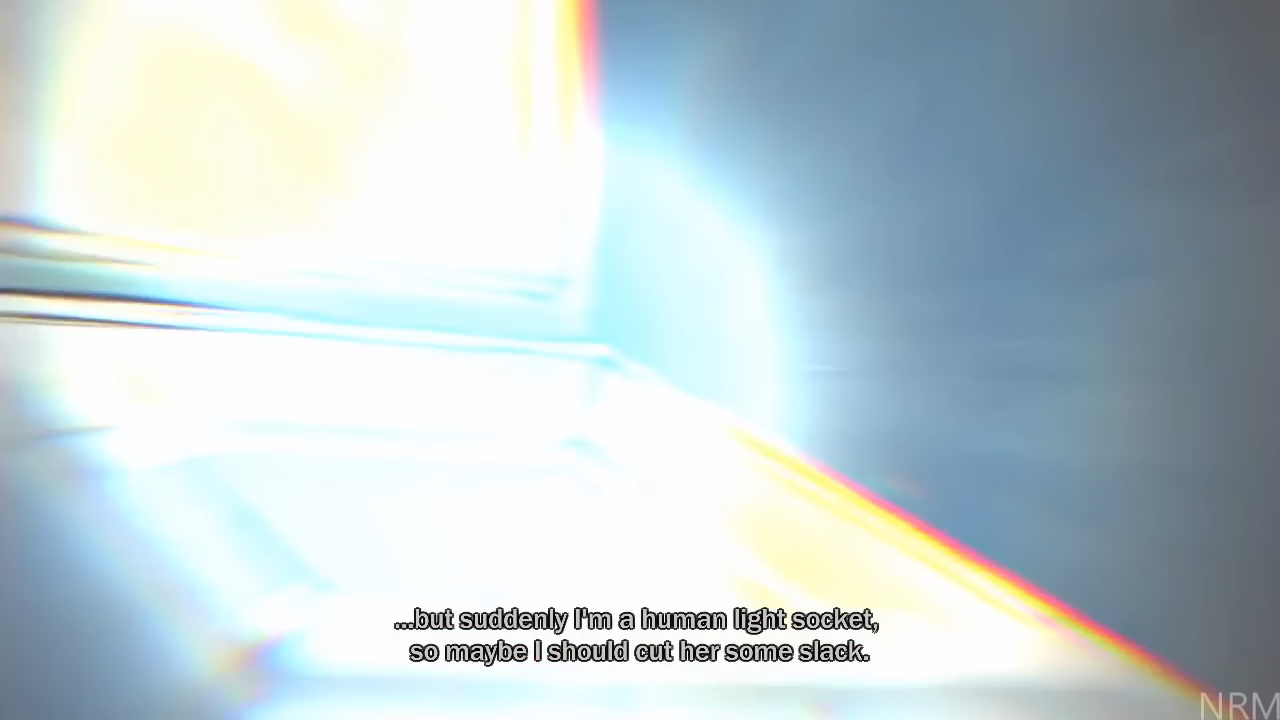 ...but suddenly I'm a human light socket,
so maybe I should cut her some slack.
NRM